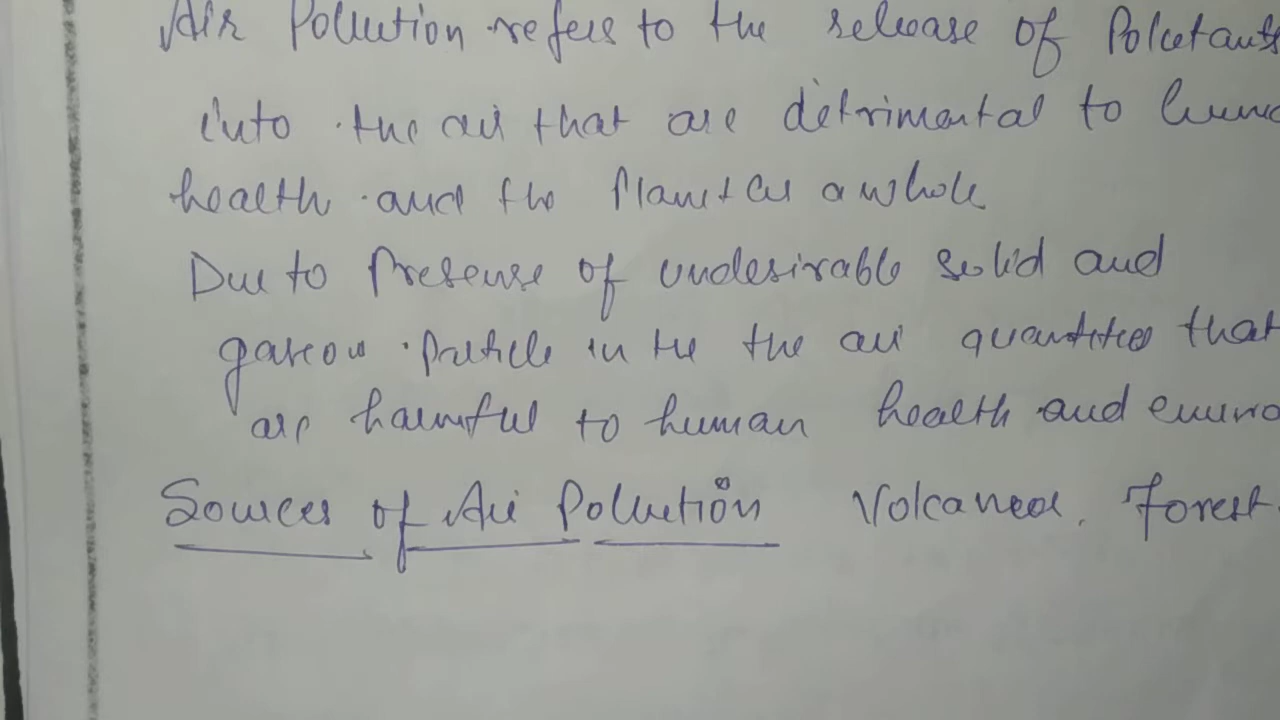 Air Pollution refers to the release of Pollutants
into the air that are detrimental to
health and the Planet as a whole
Due to Presense of undesirable solid and
gaseous particle in the the air quantities that
are harmful to human health and enviro
Sources of Air Pollution Volcanoes, Forest